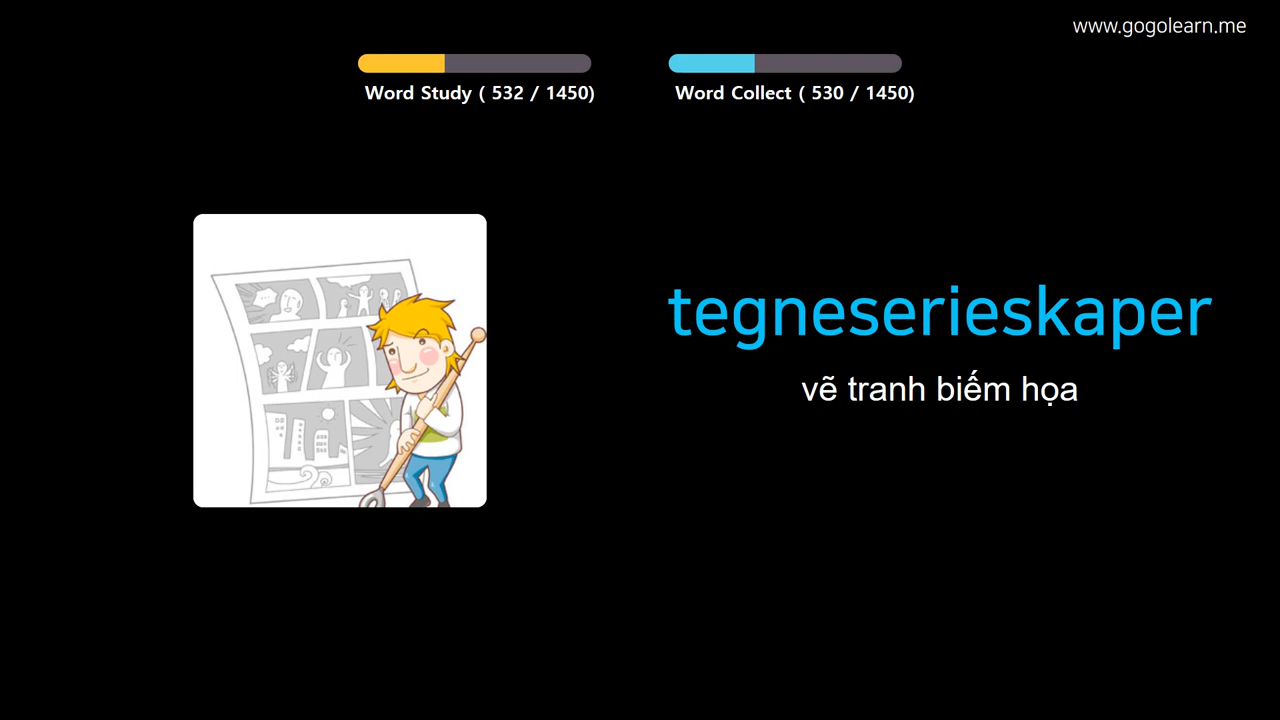 www.gogolearn.me
Word Study ( 532 / 1450)
Word Collect ( 530 / 1450)
tegneserieskaper
vẽ tranh biếm họa